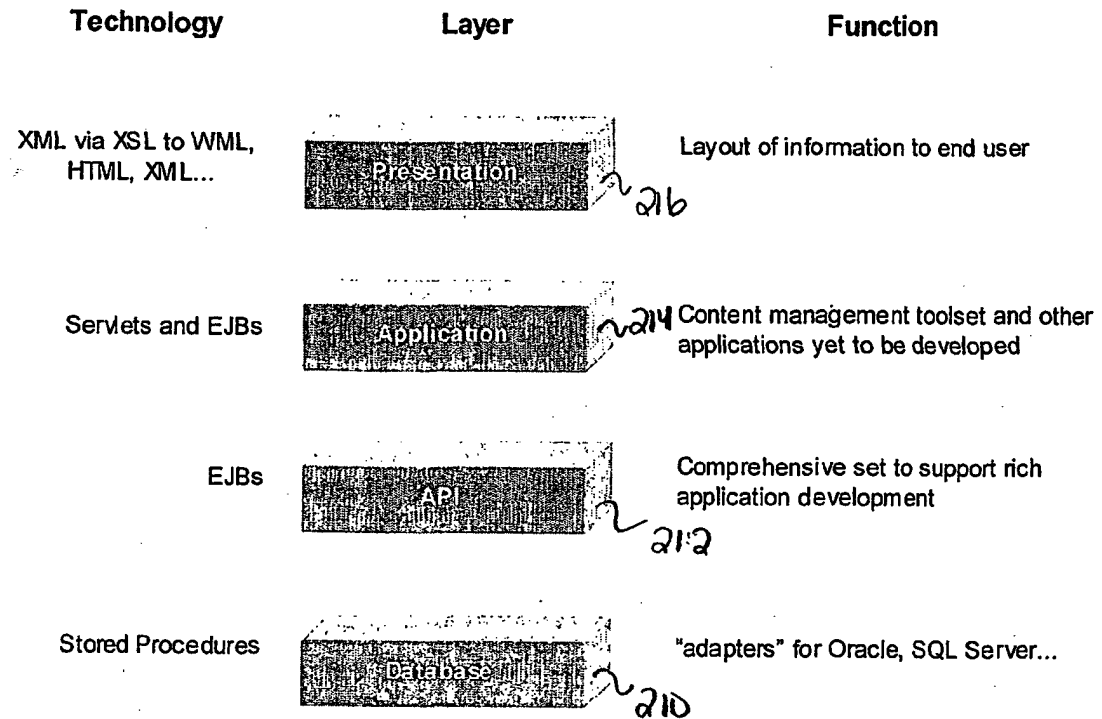 Technology Layer Function
XML via XSL to WML,
HTML, XML...
Presentation
216
Layout of information to end user
Servlets and EJBs
Application
214
Content management toolset and other
applications yet to be developed
EJBs
API
212
Comprehensive set to support rich
application development
Stored Procedures
Database
210
"adapters" for Oracle, SQL Server...